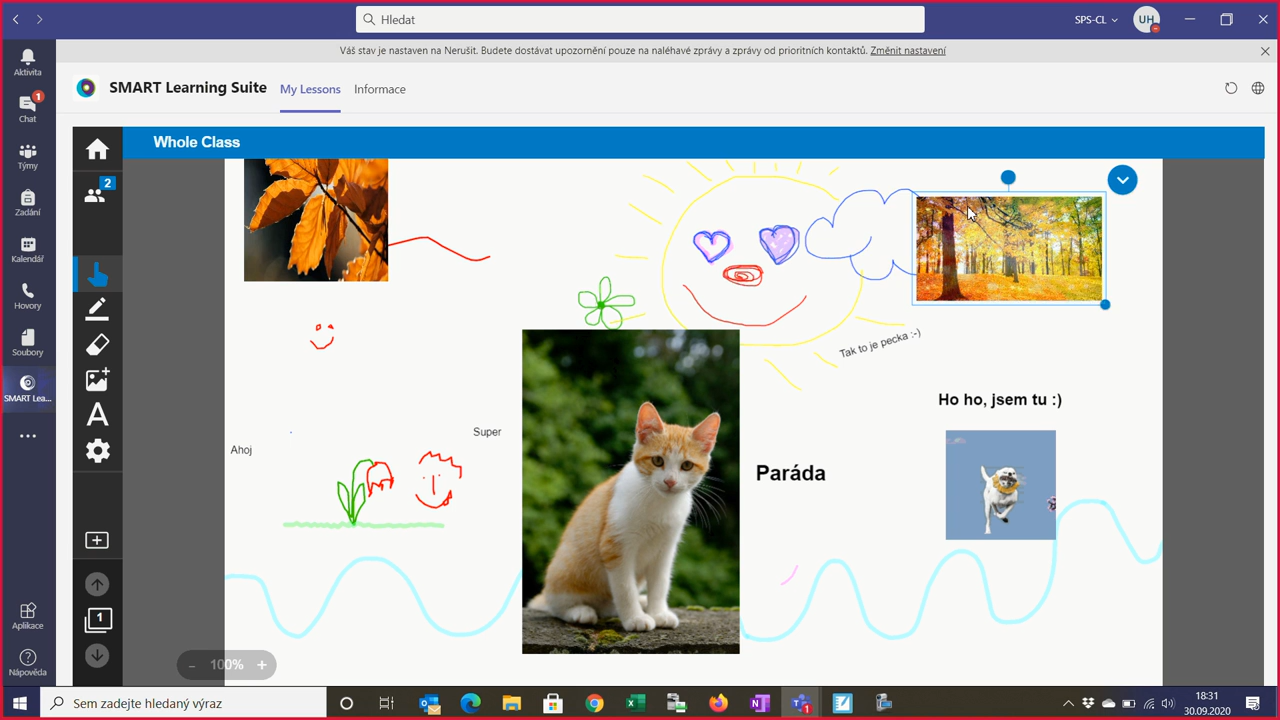 Hledat
SPS-CL
UH
Váš stav je nastaven na Nerušit. Budete dostávat upozornění pouze na naléhavé zprávy a zprávy od prioritních kontaktů. Změnit nastavení
Aktivita
1
Chat
Týmy
Zadání
Kalendář
Hovory
Soubory
SMART Lea...
Aplikace
Nápověda
SMART Learning Suite
My Lessons
Informace
Whole Class
2
A
1
Tak to je pecka :-)
Ho ho, jsem tu :)
Super
Ahoj
Paráda
100%
Sem zadejte hledaný výraz
1
18:31
30.09.2020